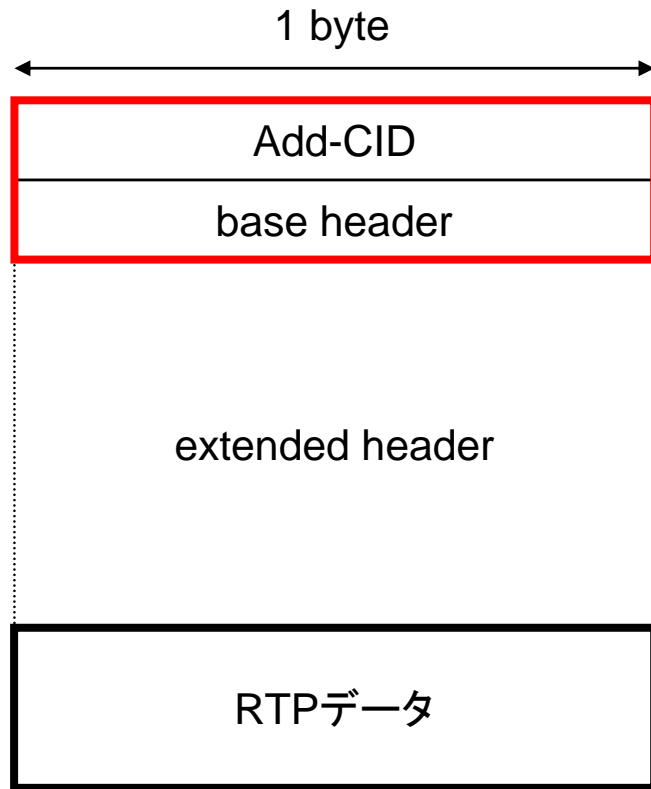 1 byte
Add-CID
base header
extended header
RTPデータ